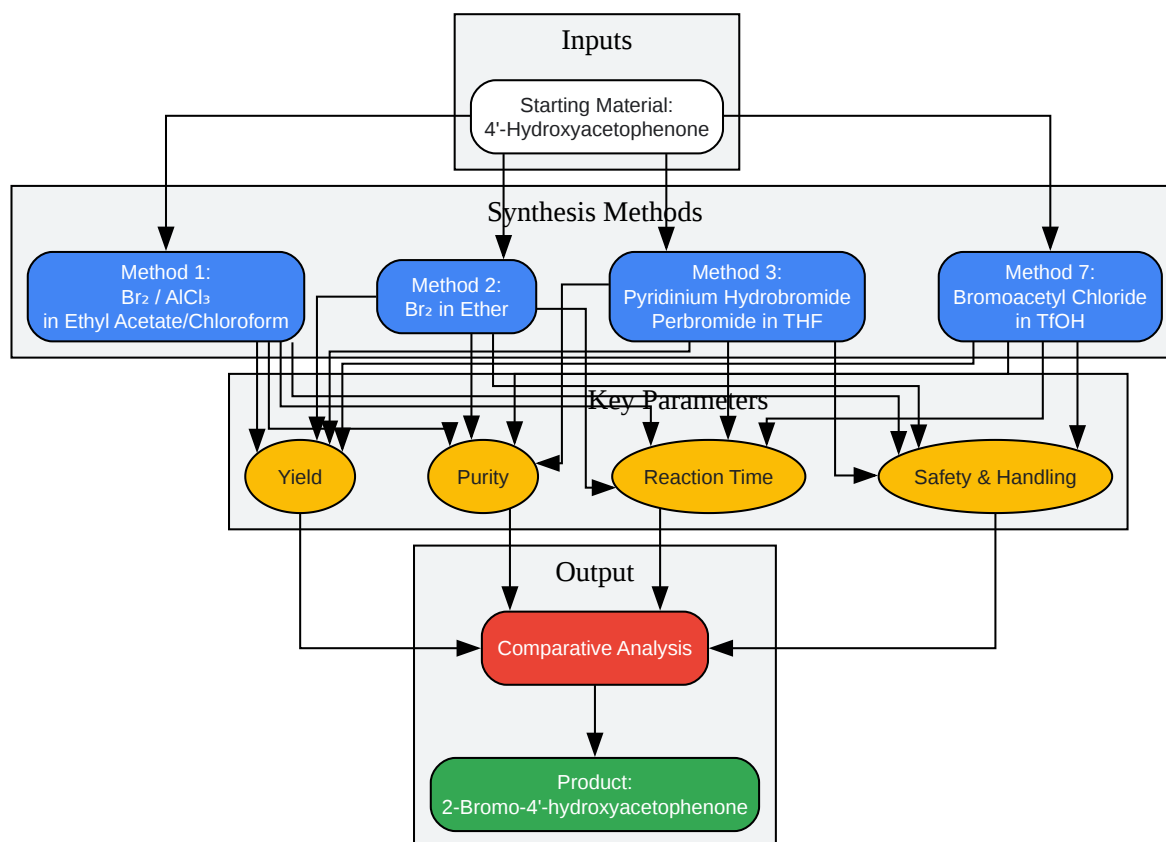 Inputs
Starting Material:
4'-Hydroxyacetophenone
Synthesis Methods
Method 1:
Br₂ / AlCl₃
in Ethyl Acetate/Chloroform
Method 2:
Br₂ in Ether
Method 3:
Pyridinium Hydrobromide
Perbromide in THF
Method 7:
Bromoacetyl Chloride
in TfOH
Key Parameters
Yield
Purity
Reaction Time
Safety & Handling
Output
Comparative Analysis
Product:
2-Bromo-4'-hydroxyacetophenone